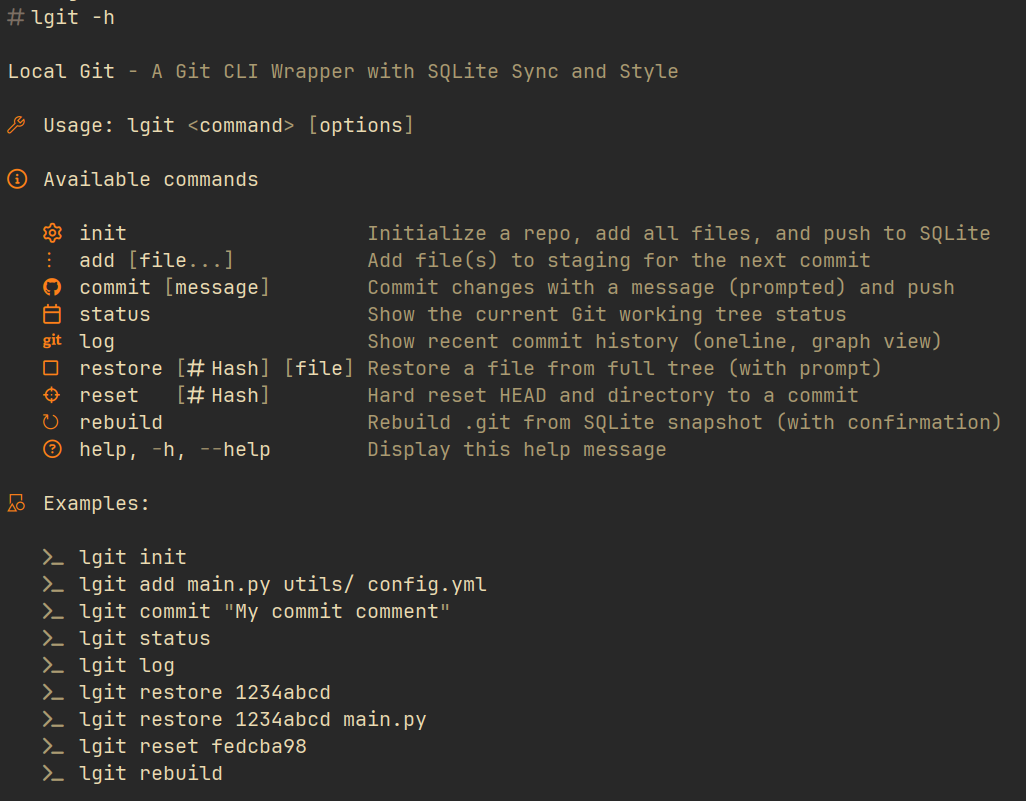 # lgit -h
Local Git - A Git CLI Wrapper with SQLite Sync and Style
Usage: lgit <command> [options]
Available commands
init Initialize a repo, add all files, and push to SQLite
add [file...] Add file(s) to staging for the next commit
commit [message] Commit changes with a message (prompted) and push
status Show the current Git working tree status
git log Show recent commit history (oneline, graph view)
restore [# Hash] [file] Restore a file from full tree (with prompt)
reset [# Hash] Hard reset HEAD and directory to a commit
rebuild Rebuild .git from SQLite snapshot (with confirmation)
help, -h, --help Display this help message
Examples:
>_ lgit init
>_ lgit add main.py utils/ config.yml
>_ lgit commit "My commit comment"
>_ lgit status
>_ lgit log
>_ lgit restore 1234abcd
>_ lgit restore 1234abcd main.py
>_ lgit reset fedcba98
>_ lgit rebuild